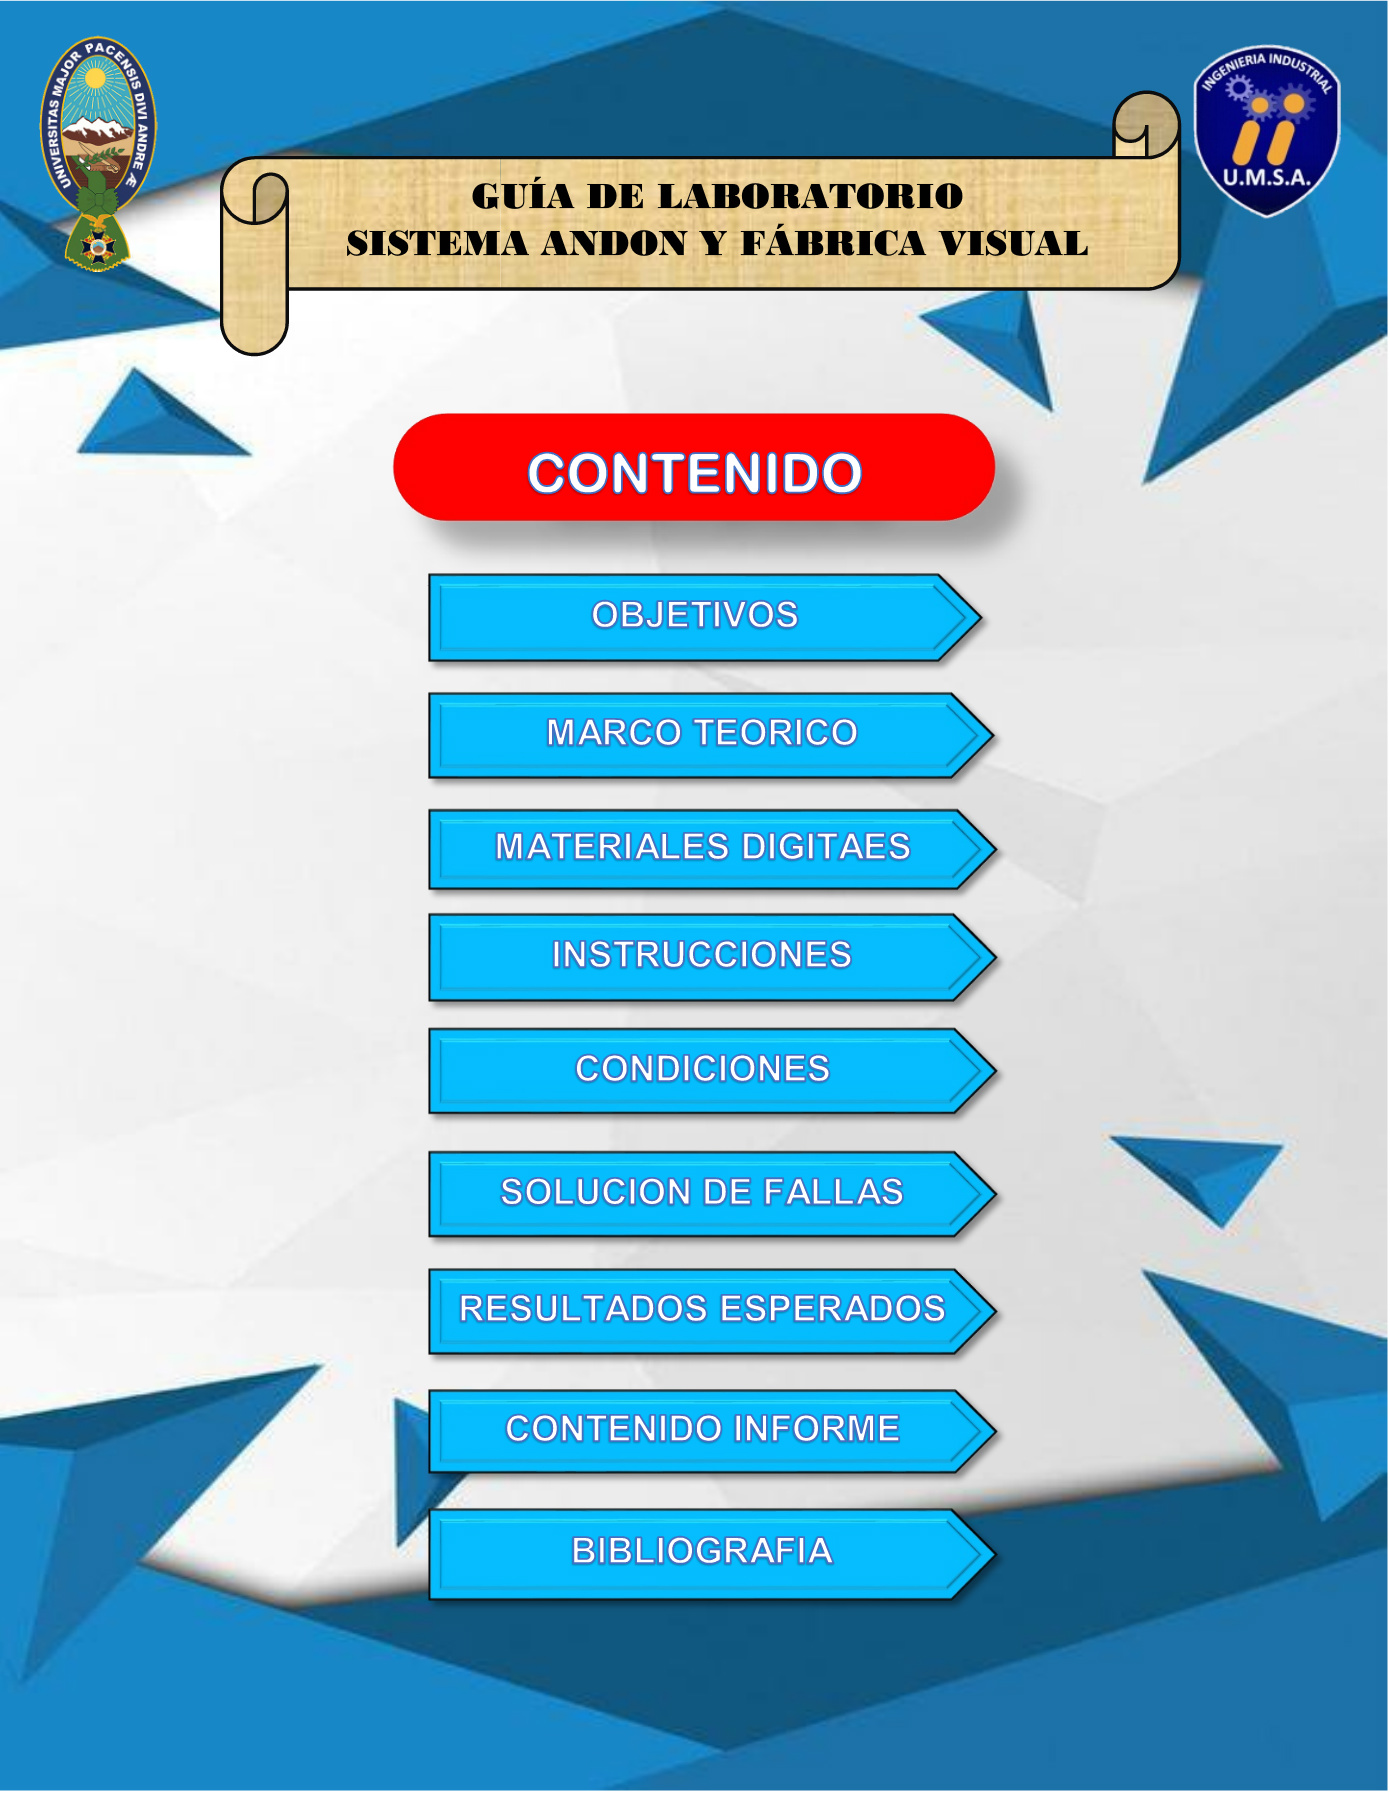 UNIVERSITAS MAJOR PACENSIS DIVI ANDRE Æ
INGENIERIA INDUSTRIAL
U.M.S.A.
GUÍA DE LABORATORIO
SISTEMA ANDON Y FÁBRICA VISUAL
CONTENIDO
OBJETIVOS
MARCO TEORICO
MATERIALES DIGITAES
INSTRUCCIONES
CONDICIONES
SOLUCION DE FALLAS
RESULTADOS ESPERADOS
CONTENIDO INFORME
BIBLIOGRAFIA